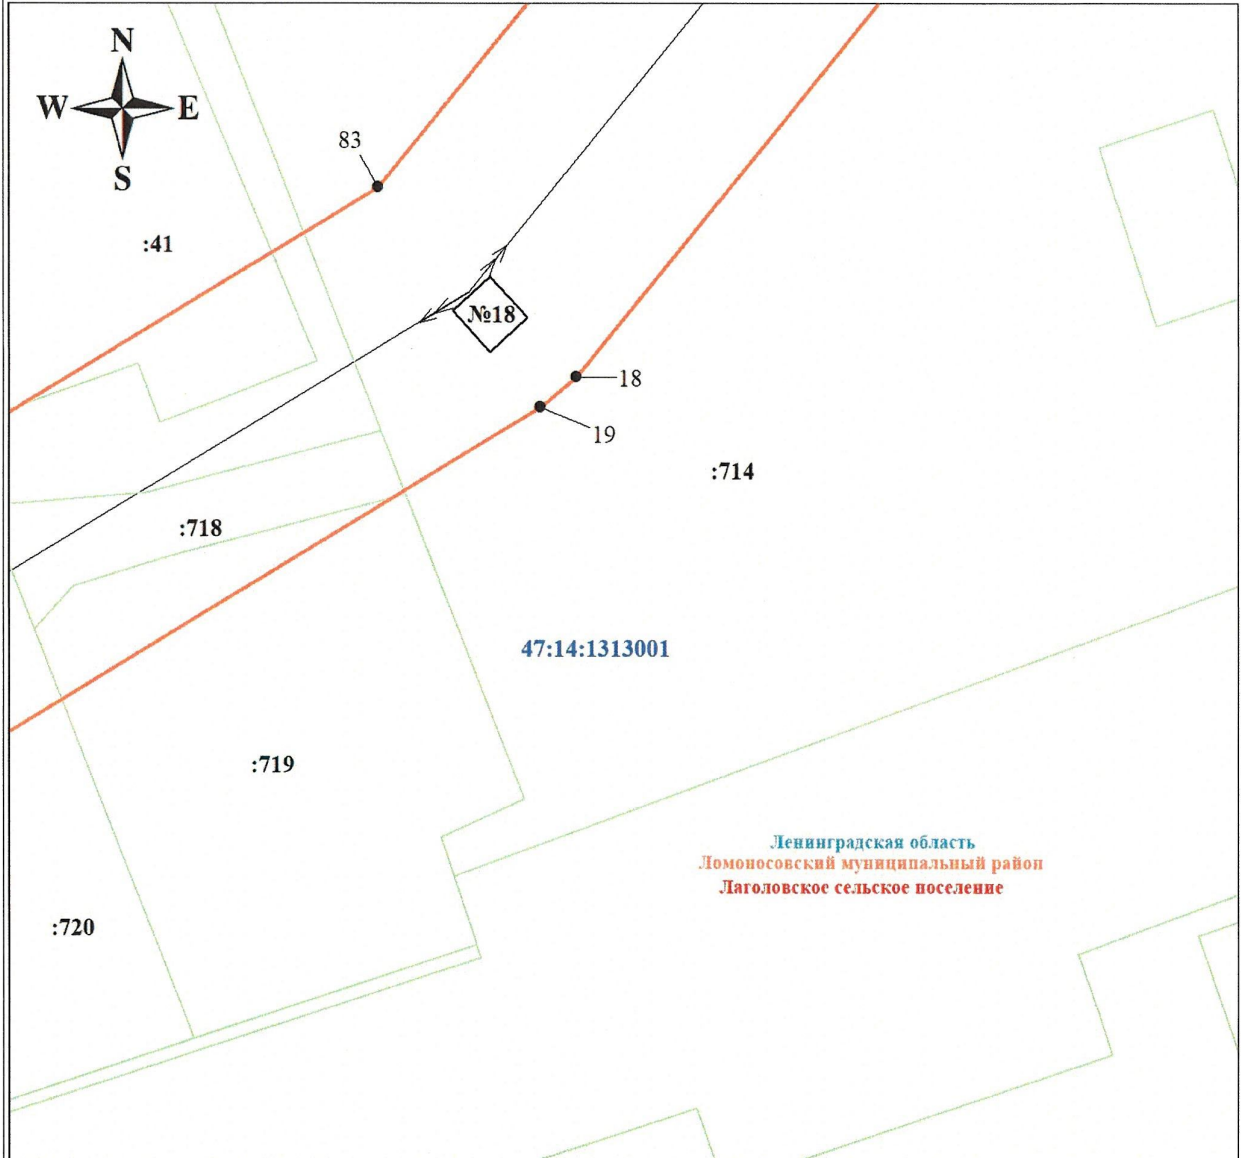 N
W E
S
83
:41
№18
18
19
:714
:718
47:14:1313001
:719
Ленинградская область
Ломоносовский муниципальный район
Лаголовское сельское поселение
:720